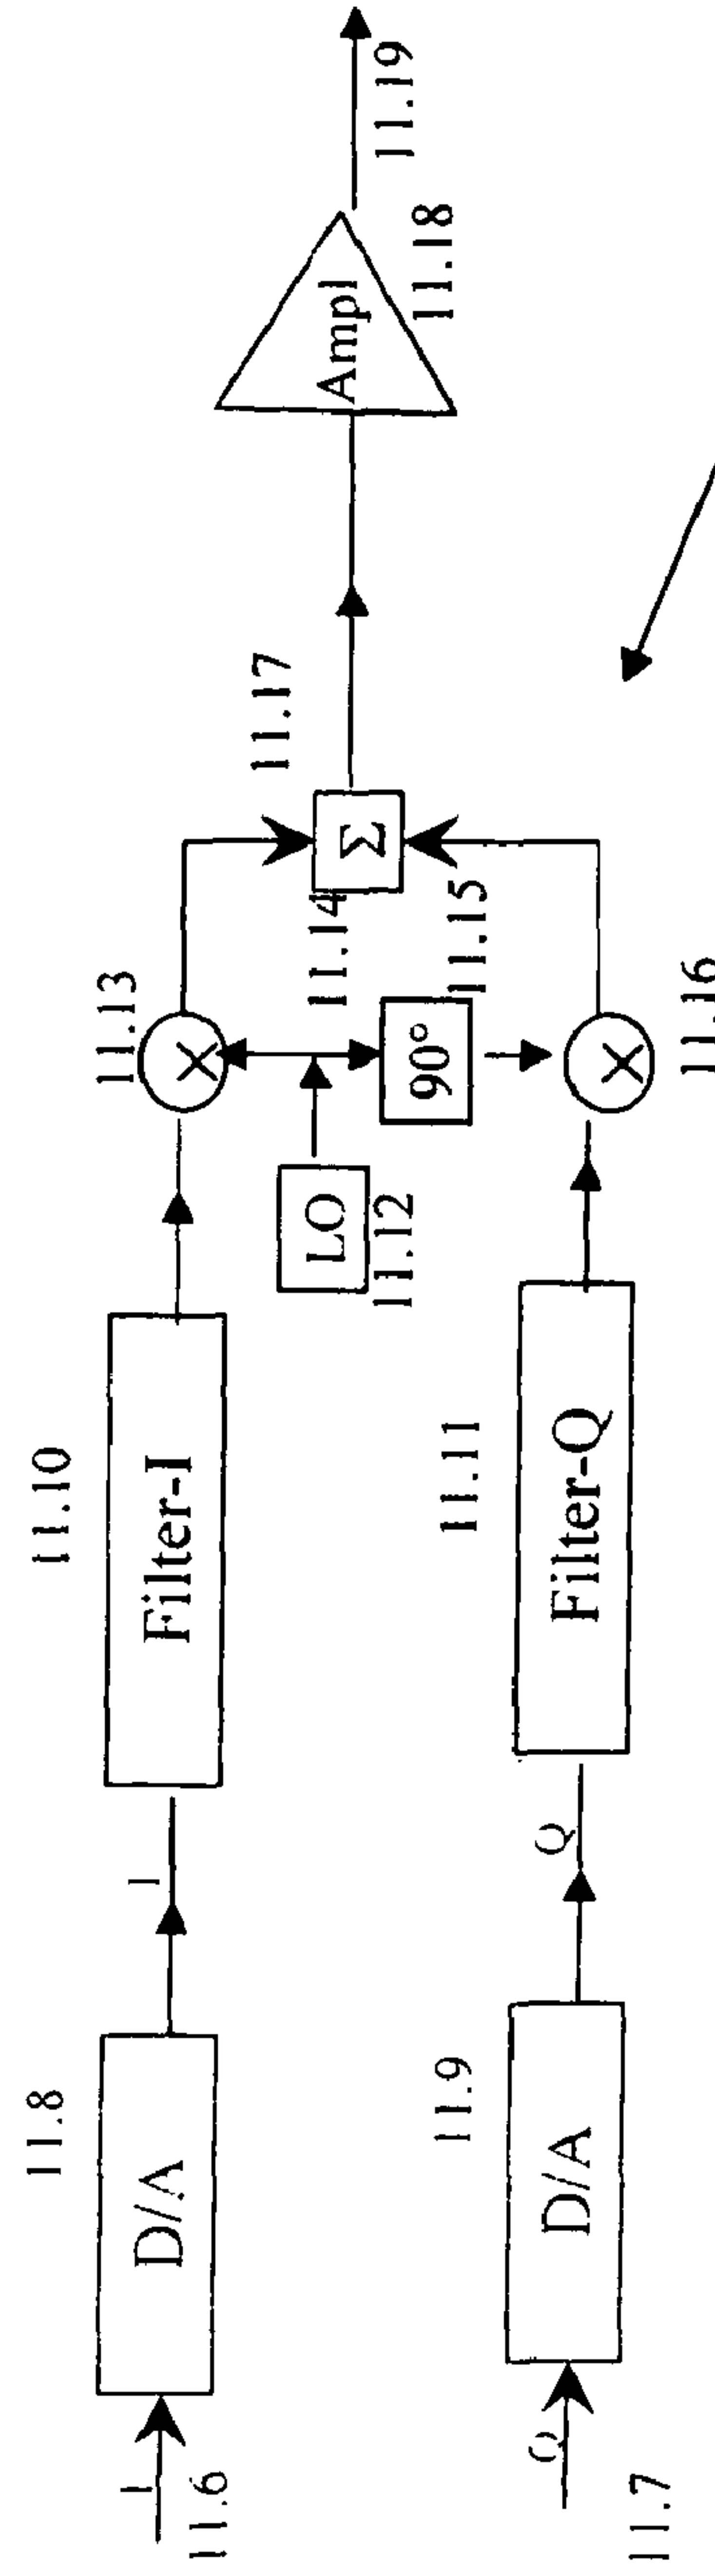 I
11.6
D/A
11.8
I
Filter-I
11.10
X
11.13
LO
11.12
11.14
90°
11.15
Σ
11.17
Ampl
11.18
11.19
Q
11.7
D/A
11.9
Q
Filter-Q
11.11
X
11.16